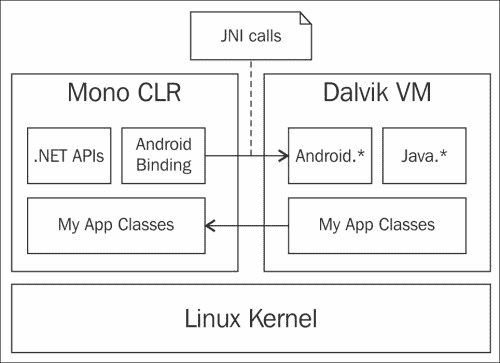 JNI calls
Mono CLR
Dalvik VM
.NET APIs
Android
Binding
Android.*
Java.*
My App Classes
My App Classes
Linux Kernel